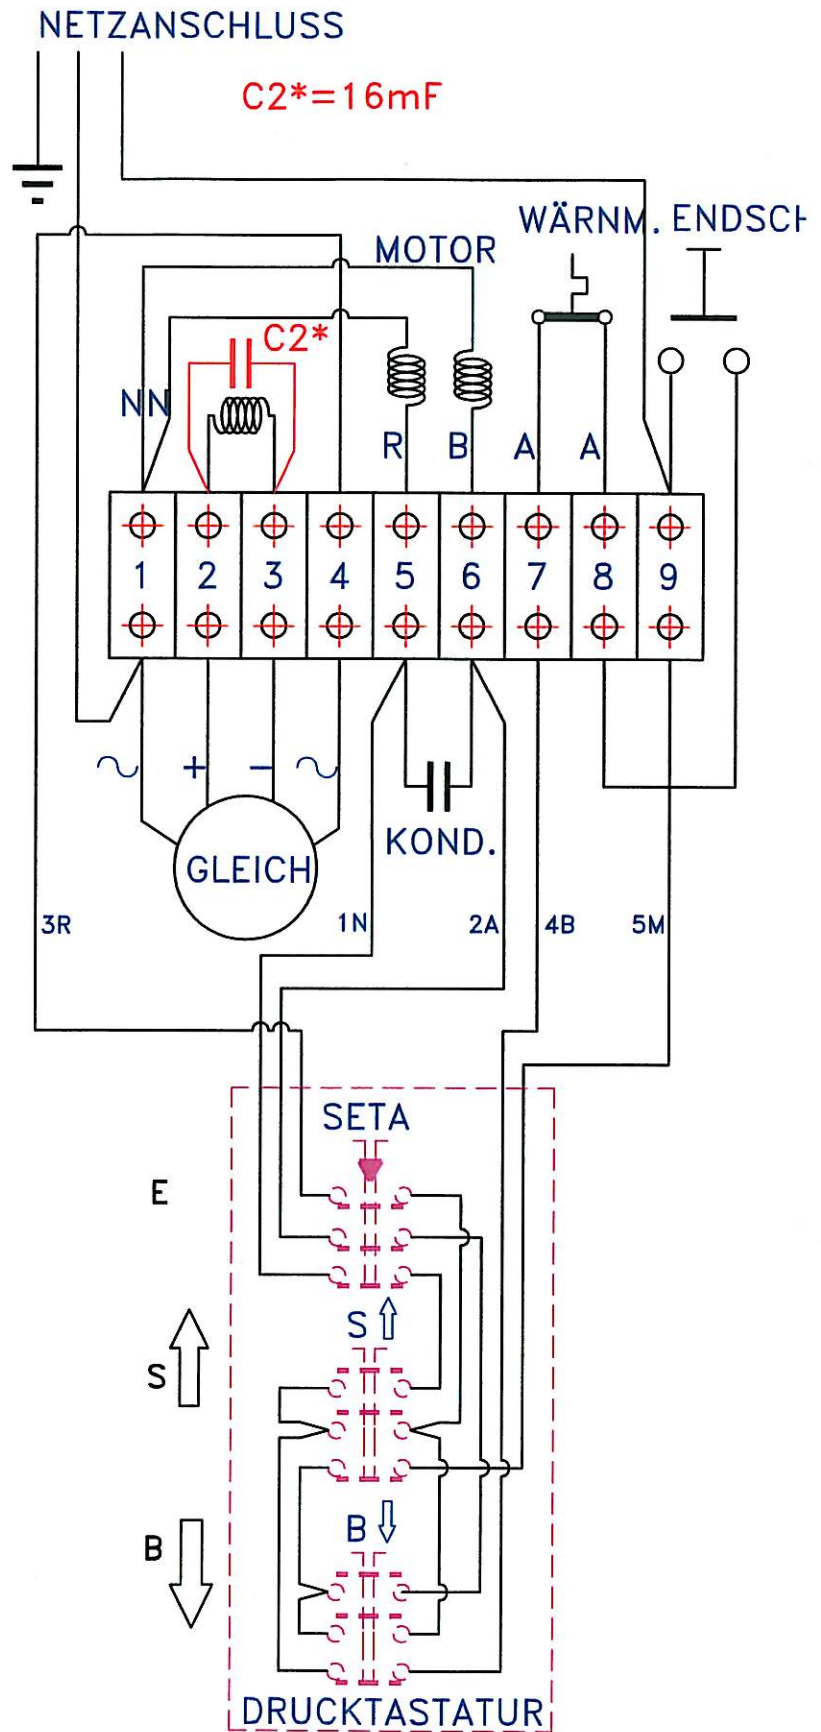 NETZANSCHLUSS
C2*=16mF
WÄRNM. ENDSCH
MOTOR
C2*
NN
R B A A
1 2 3 4 5 6 7 8 9
+ −
KOND.
GLEICH
3R 1N 2A 4B 5M
SETA
E
S
S
B
B
DRUCKTASTATUR